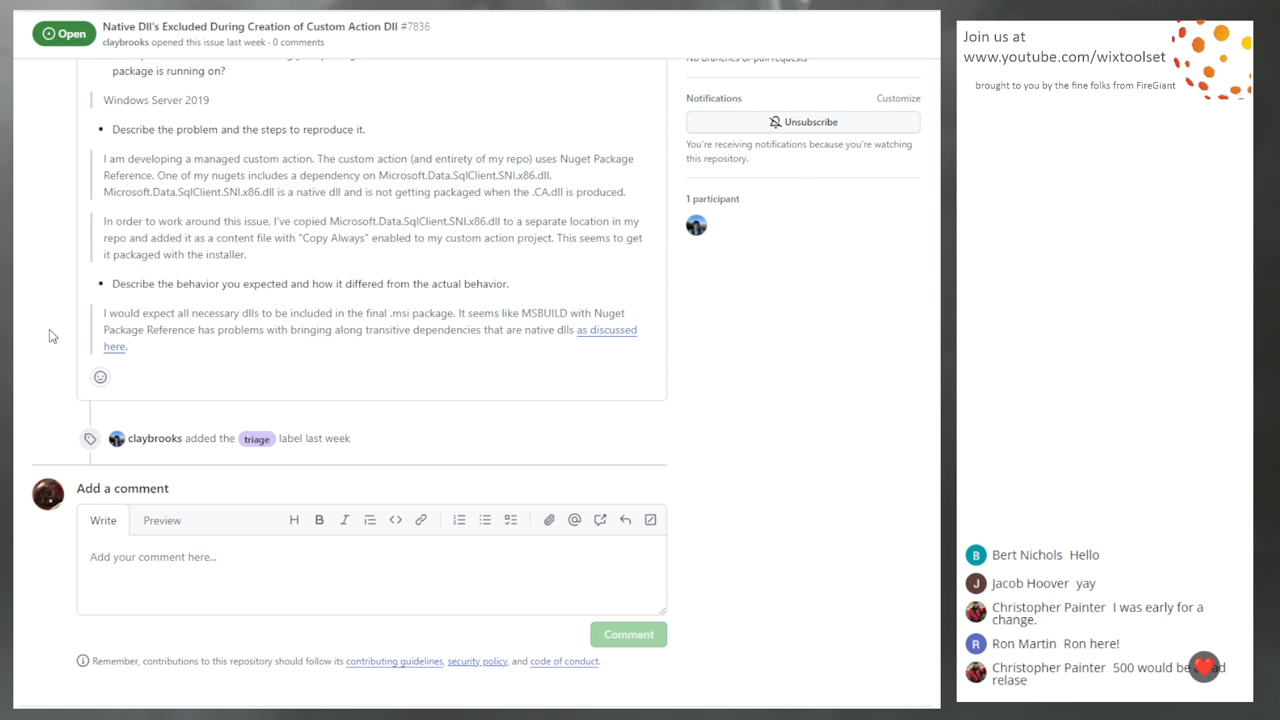 Open
Native Dll's Excluded During Creation of Custom Action Dll #7836
claybrooks opened this issue last week · 0 comments
package is running on?
Windows Server 2019
• Describe the problem and the steps to reproduce it.
I am developing a managed custom action. The custom action (and entirety of my repo) uses Nuget Package
Reference. One of my nugets includes a dependency on Microsoft.Data.SqlClient.SNI.x86.dll.
Microsoft.Data.SqlClient.SNI.x86.dll is a native dll and is not getting packaged when the .CA.dll is produced.
In order to work around this issue, I've copied Microsoft.Data.SqlClient.SNI.x86.dll to a separate location in my
repo and added it as a content file with "Copy Always" enabled to my custom action project. This seems to get
it packaged with the installer.
• Describe the behavior you expected and how it differed from the actual behavior.
I would expect all necessary dlls to be included in the final .msi package. It seems like MSBUILD with Nuget
Package Reference has problems with bringing along transitive dependencies that are native dlls as discussed
here.
claybrooks added the triage label last week
Add a comment
Write Preview
Add your comment here...
Comment
Remember, contributions to this repository should follow its contributing guidelines, security policy, and code of conduct.
No branches or pull requests
Notifications Customize
Unsubscribe
You're receiving notifications because you're watching
this repository.
1 participant
Join us at
www.youtube.com/wixtoolset
brought to you by the fine folks from FireGiant
B Bert Nichols Hello
J Jacob Hoover yay
Christopher Painter I was early for a
change.
R Ron Martin Ron here!
Christopher Painter 500 would be
relase